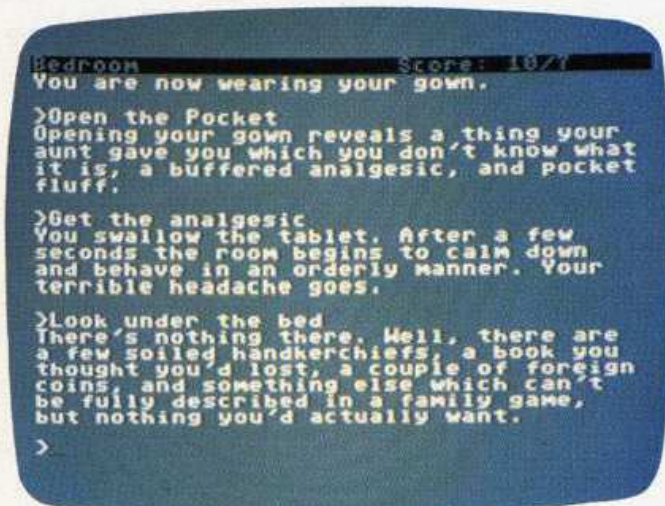 Bedroom Score: 10/7
You are now wearing your gown.
>Open the Pocket
Opening your gown reveals a thing your
aunt gave you which you don't know what
it is, a buffered analgesic, and pocket
fluff.
>Get the analgesic
You swallow the tablet. After a few
seconds the room begins to calm down
and behave in an orderly manner. Your
terrible headache goes.
>Look under the bed
There's nothing there. Well, there are
a few soiled handkerchiefs, a book you
thought you'd lost, a couple of foreign
coins, and something else which can't
be fully described in a family game,
but nothing you'd actually want.
>